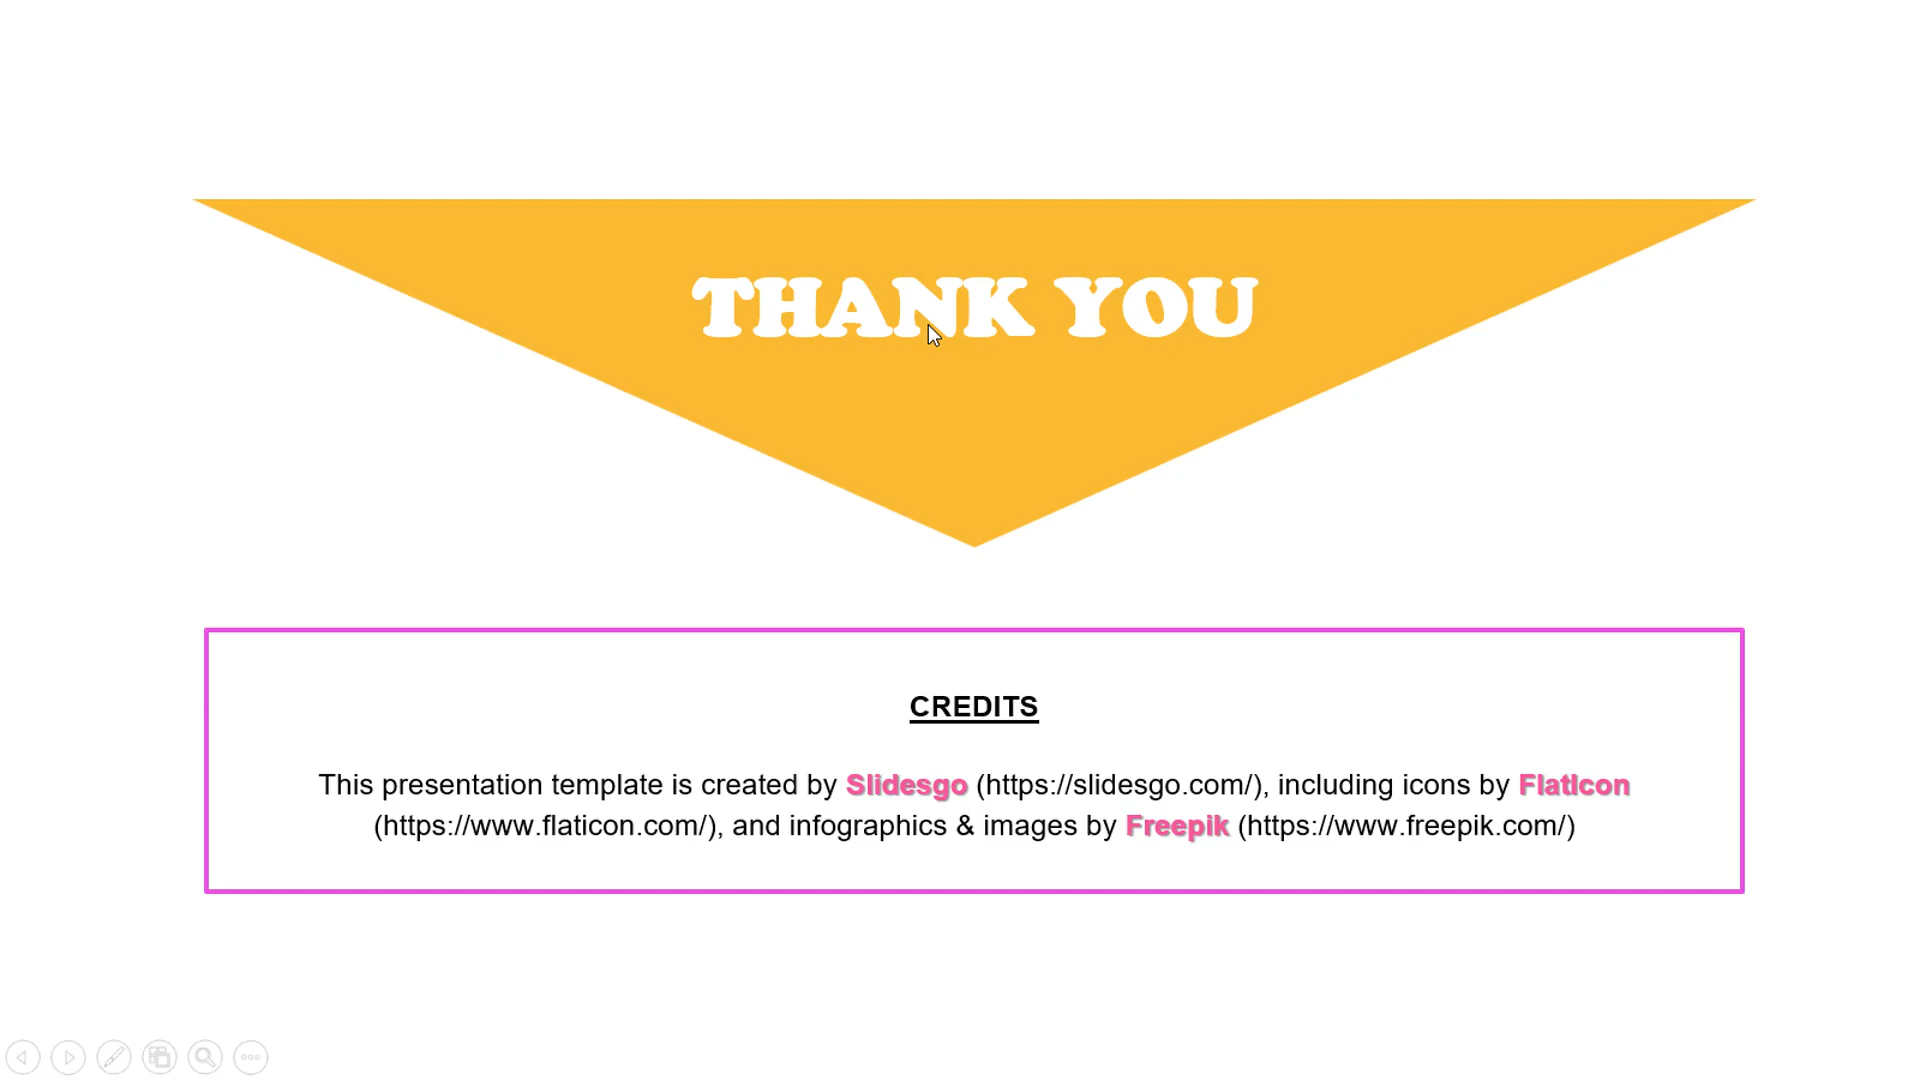 THANK YOU
CREDITS
This presentation template is created by Slidesgo (https://slidesgo.com/), including icons by FlatIcon
(https://www.flaticon.com/), and infographics & images by Freepik (https://www.freepik.com/)